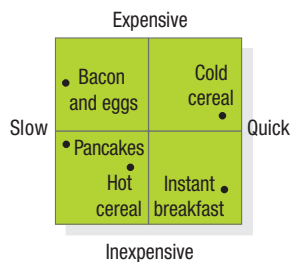 Expensive
Bacon
and eggs
Cold
cereal
Slow
Quick
Pancakes
Hot
cereal
Instant
breakfast
Inexpensive